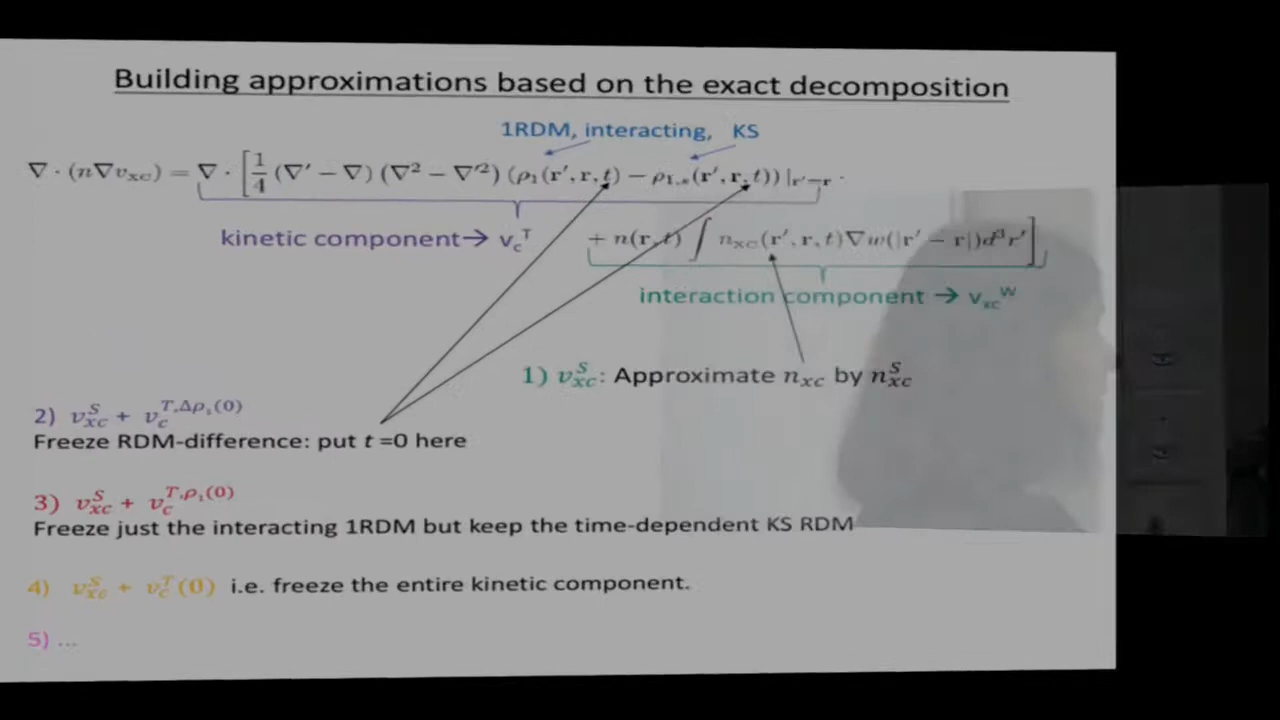 Building approximations based on the exact decomposition
1RDM, interacting, KS
∇ · (n∇v_xc) = ∇ · [ 1/4 (∇′ − ∇) (∇² − ∇′²) (ρ₁(r′, r, t) − ρ₁,ₛ(r′, r, t)) |r′=r ·
kinetic component→ v_c^T
+ n(r, t) ∫ n_xc(r′, r, t)∇w(|r′ − r|)d³r′ ]
interaction component → v_xc^W
1) v_xc^S: Approximate n_xc by n_xc^S
2) v_xc^S + v_c^{T,Δρ₁(0)}
Freeze RDM-difference: put t =0 here
3) v_xc^S + v_c^{T,ρ₁(0)}
Freeze just the interacting 1RDM but keep the time-dependent KS RDM
4) v_xc^S + v_c^T(0) i.e. freeze the entire kinetic component.
5) ...